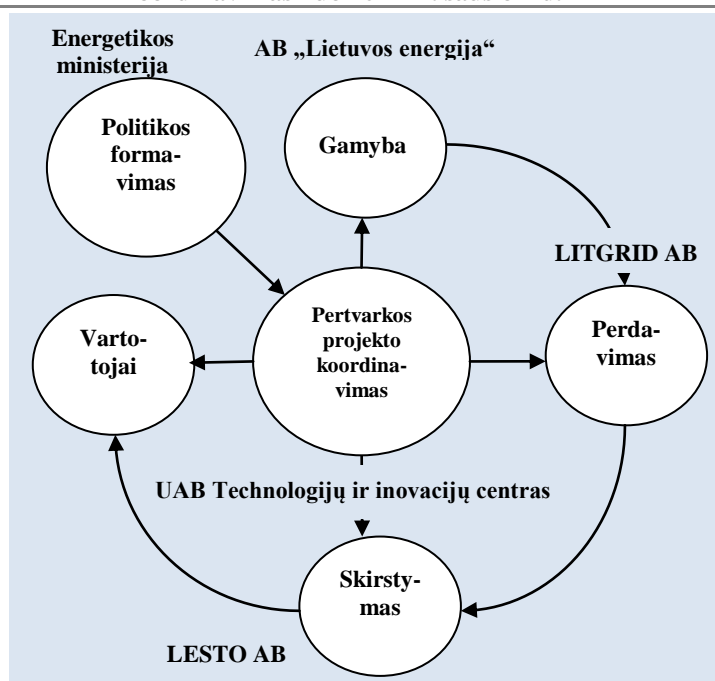 Energetikos
ministerija
AB „Lietuvos energija“
Politikos
forma-
vimas
Gamyba
LITGRID AB
Varto-
tojai
Pertvarkos
projekto
koordina-
vimas
Perda-
vimas
UAB Technologijų ir inovacijų centras
Skirsty-
mas
LESTO AB